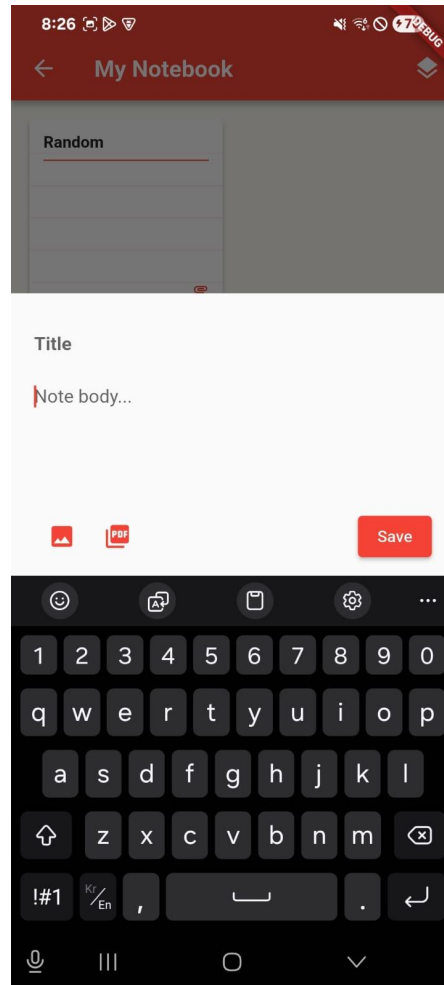 8:26 7
DEBUG
My Notebook
Random
Title
Note body...
PDF
Save
A
1 2 3 4 5 6 7 8 9 0
q w e r t y u i o p
a s d f g h j k l
z x c v b n m
!#1 Kr/En , .